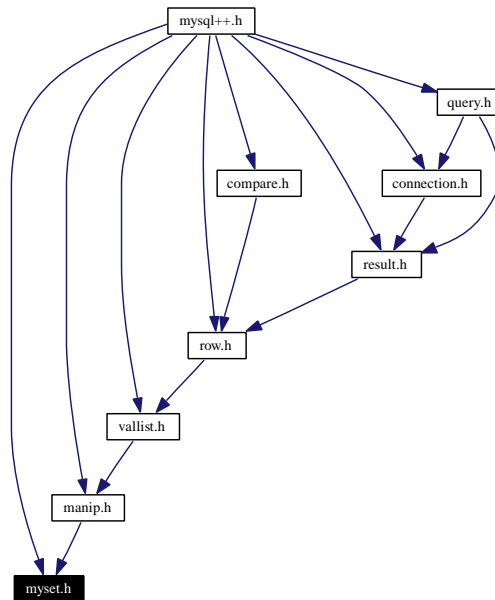 mysql++.h
query.h
compare.h
connection.h
result.h
row.h
vallist.h
manip.h
myset.h